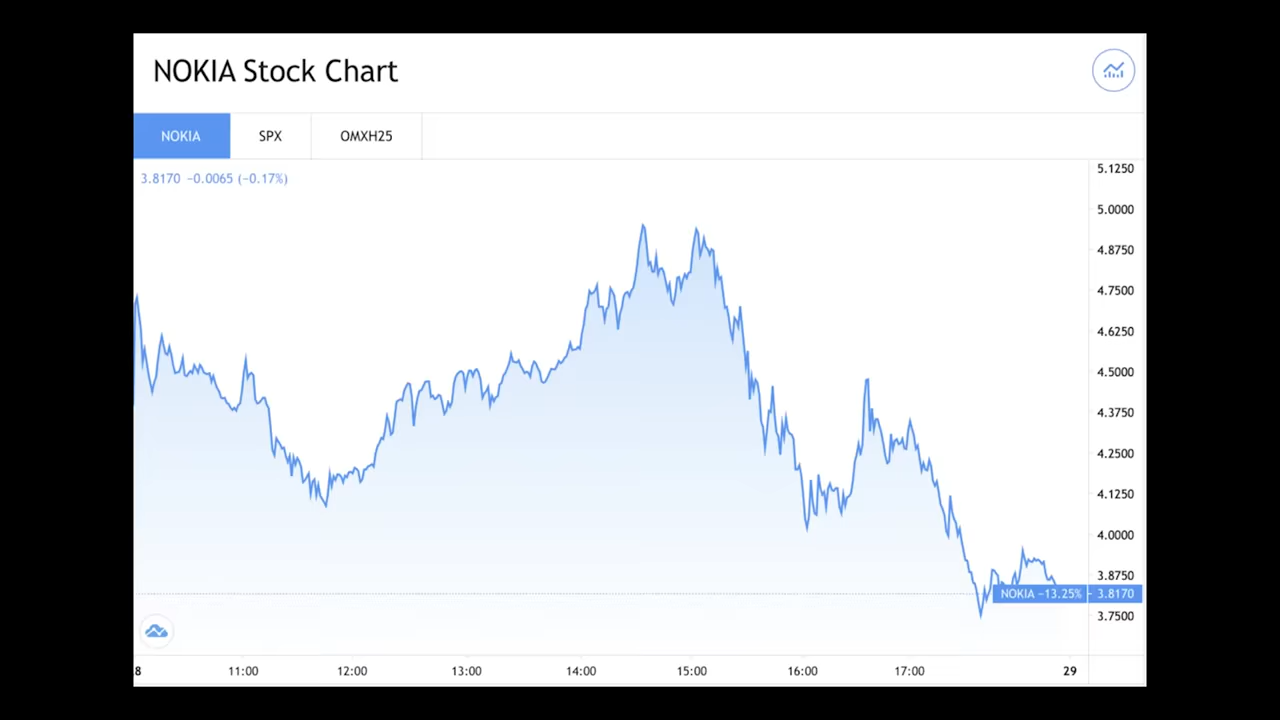 NOKIA Stock Chart
NOKIA SPX OMXH25
3.8170 −0.0065 (−0.17%)
5.1250
5.0000
4.8750
4.7500
4.6250
4.5000
4.3750
4.2500
4.1250
4.0000
3.8750
NOKIA −13.25% 3.8170
3.7500
8 11:00 12:00 13:00 14:00 15:00 16:00 17:00 29